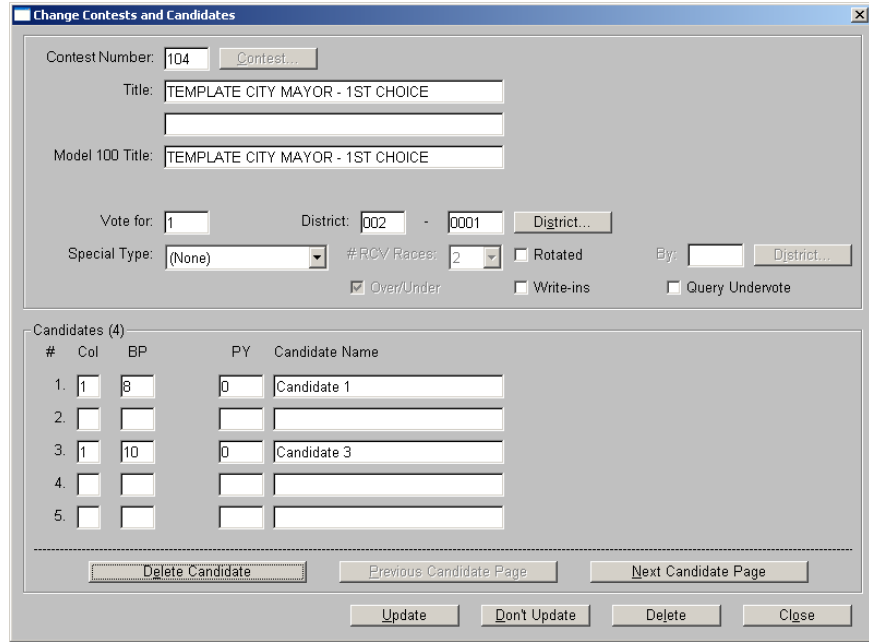 Change Contests and Candidates
Contest Number: 104 Contest...
Title: TEMPLATE CITY MAYOR - 1ST CHOICE
Model 100 Title: TEMPLATE CITY MAYOR - 1ST CHOICE
Vote for: 1 District: 002 - 0001 District...
Special Type: (None) # RCV Races: 2 Rotated By: District...
Over/Under Write-ins Query Undervote
Candidates (4)
# Col BP PY Candidate Name
1. 1 8 0 Candidate 1
2.
3. 1 10 0 Candidate 3
4.
5.
Delete Candidate Previous Candidate Page Next Candidate Page
Update Don't Update Delete Close